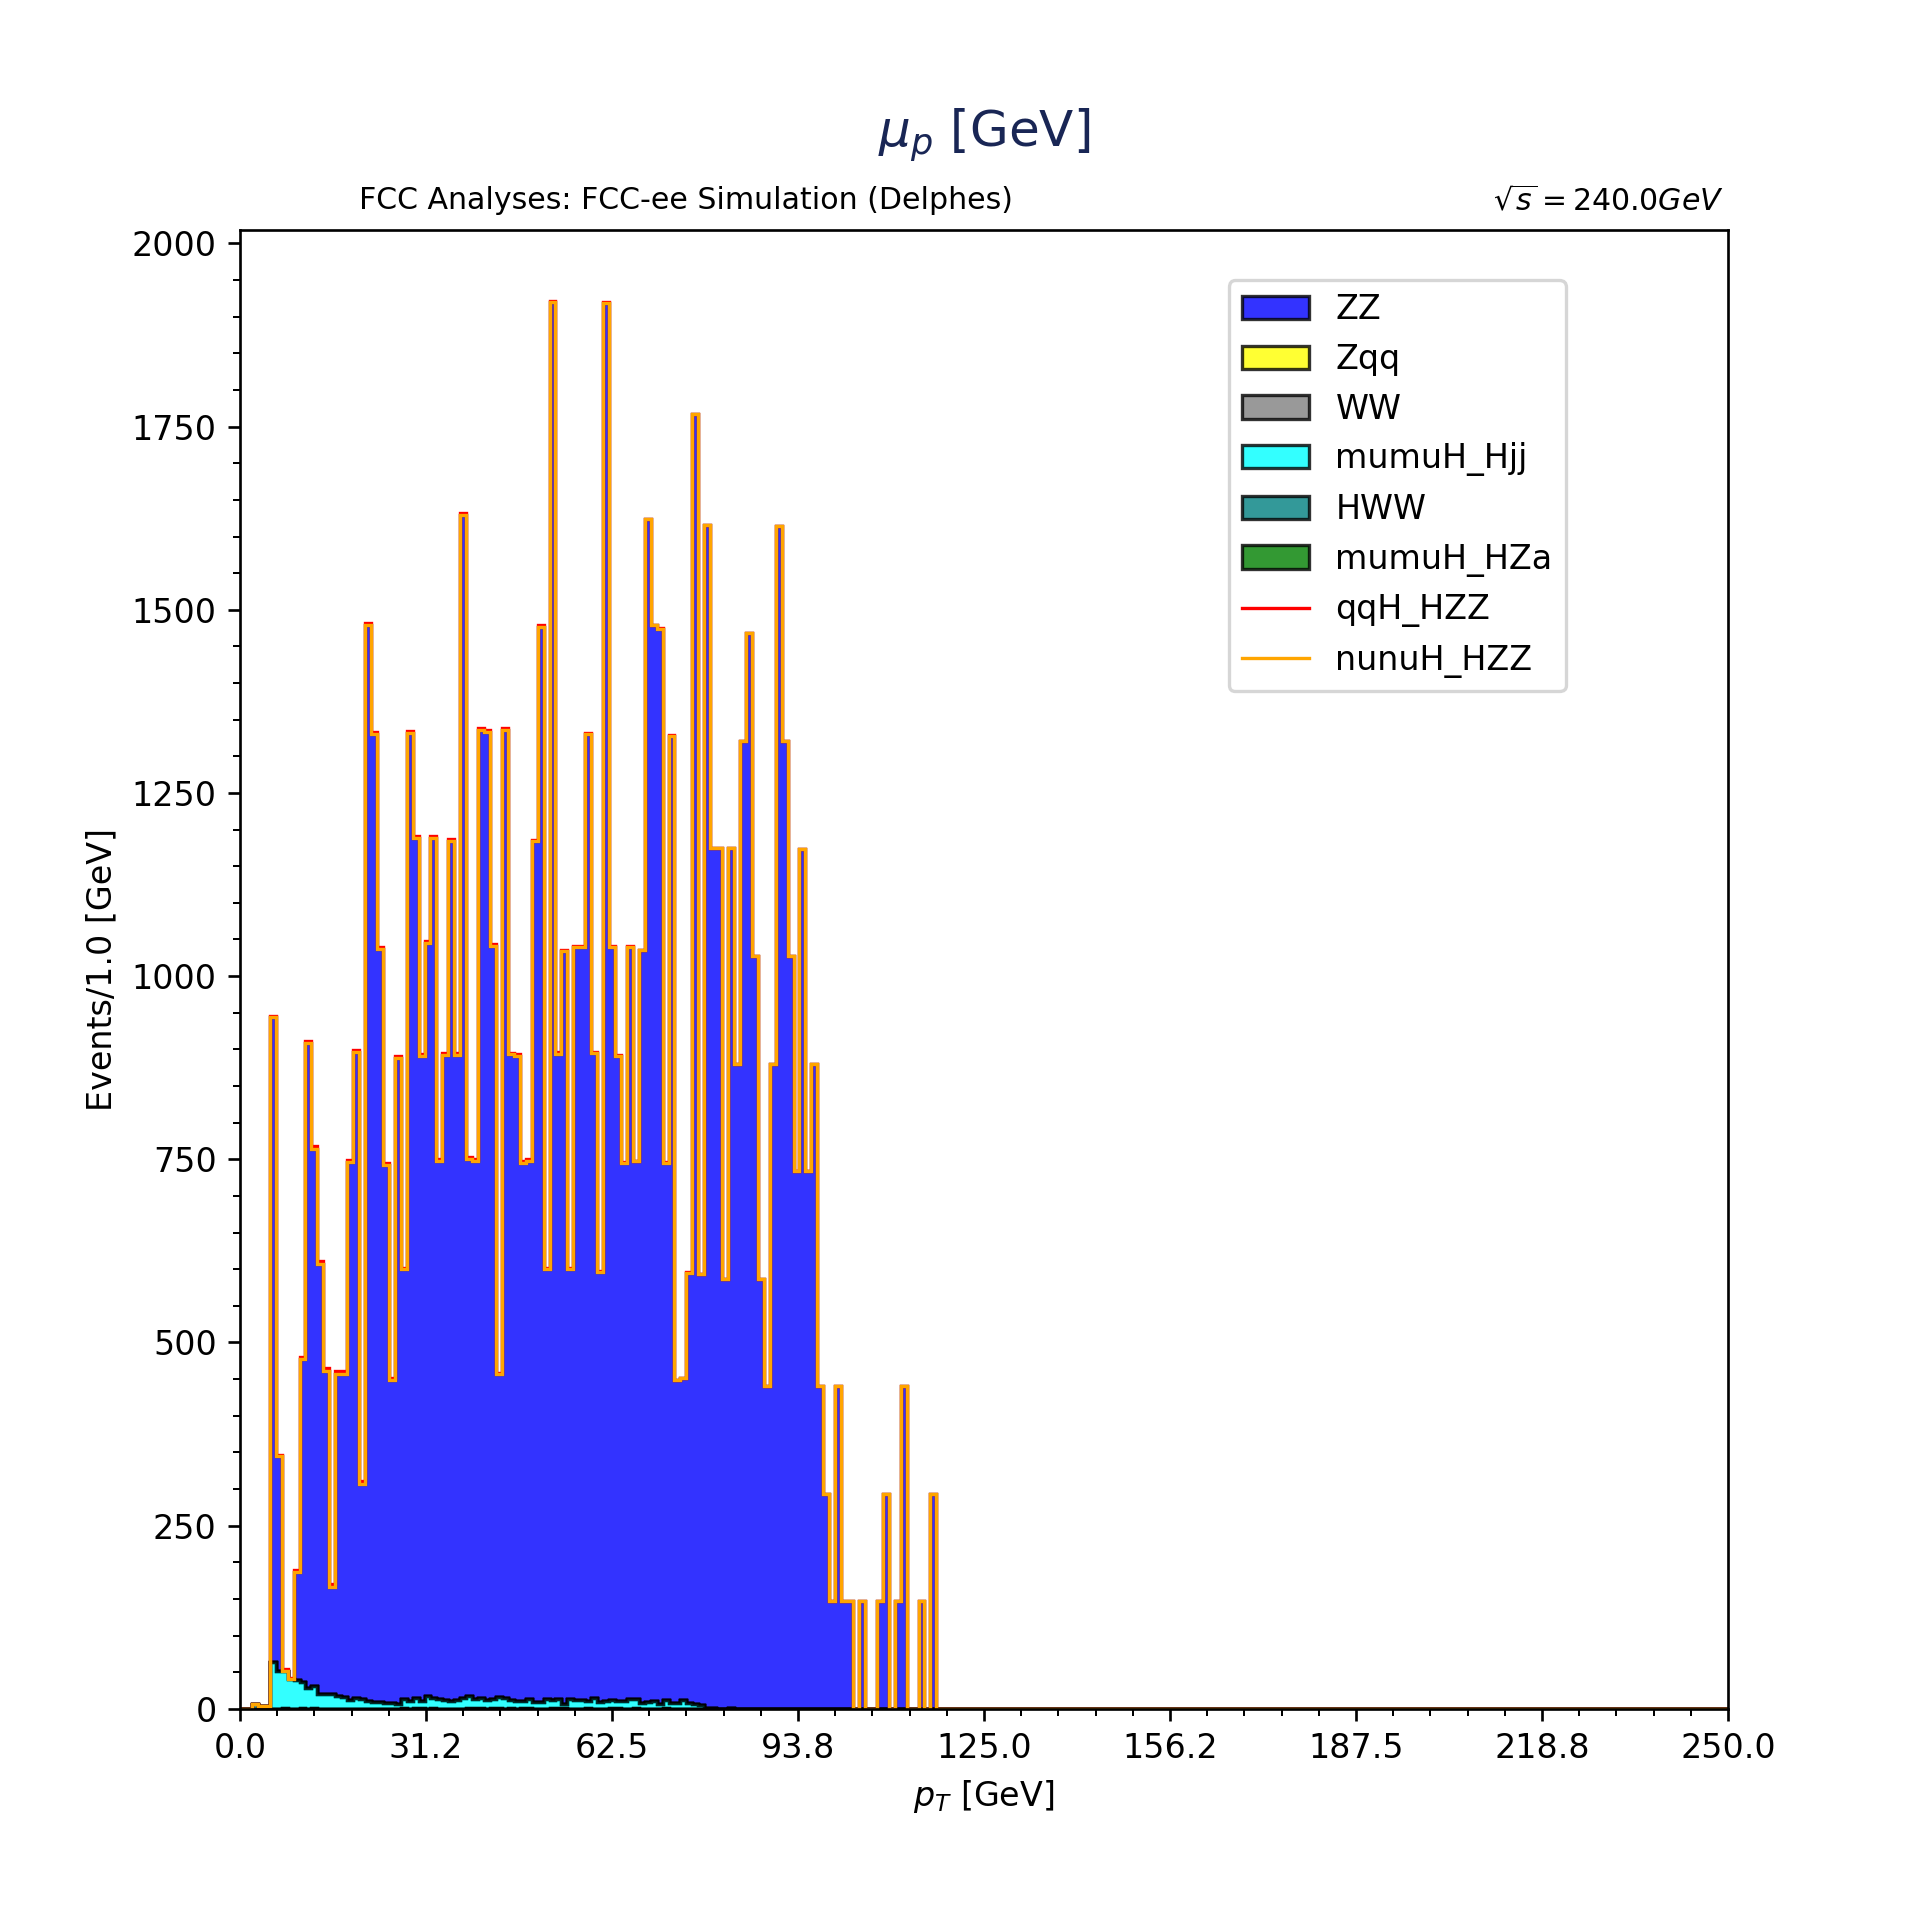 μp [GeV]
FCC Analyses: FCC-ee Simulation (Delphes)
√s = 240.0GeV
2000
1750
1500
1250
1000
750
500
250
0
Events/1.0 [GeV]
ZZ
Zqq
WW
mumuH_Hjj
HWW
mumuH_HZa
qqH_HZZ
nunuH_HZZ
0.0 31.2 62.5 93.8 125.0 156.2 187.5 218.8 250.0
pT [GeV]